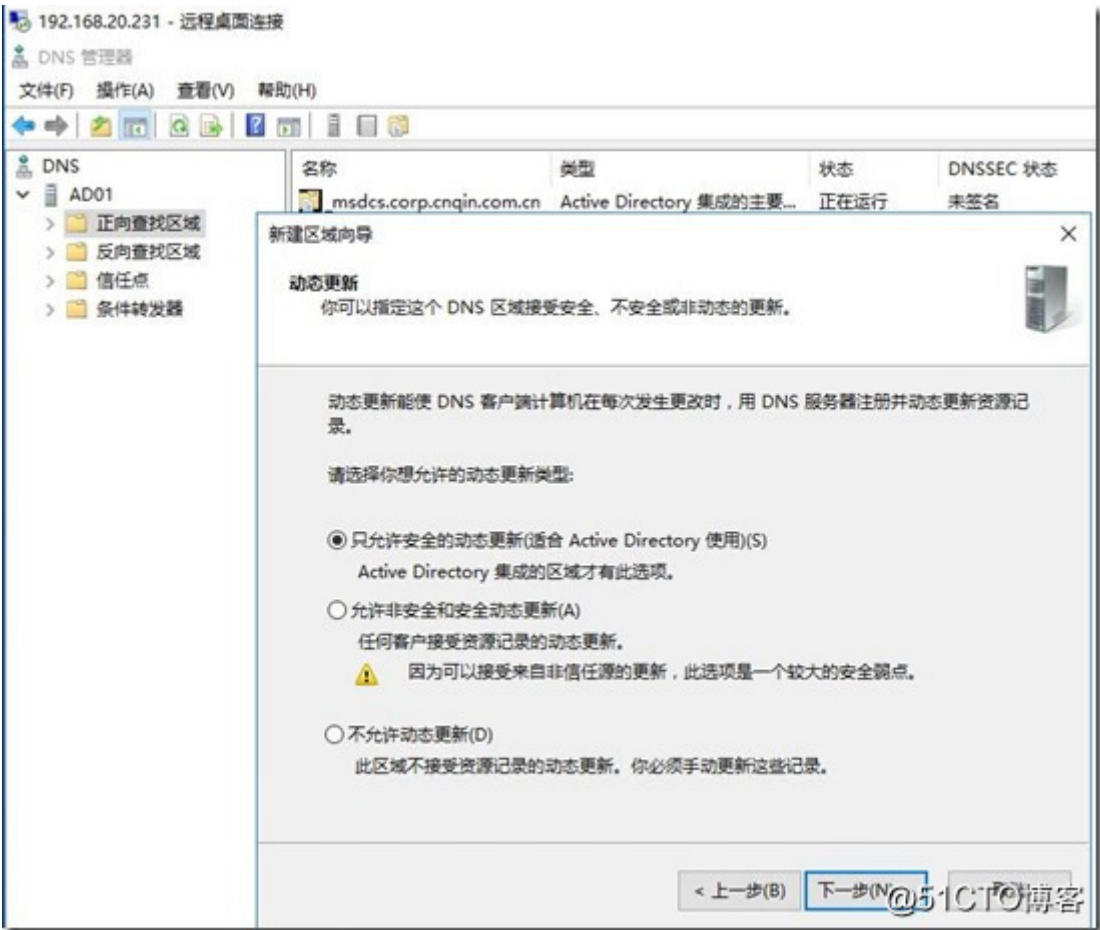 192.168.20.231 - 远程桌面连接
DNS 管理器
文件(F) 操作(A) 查看(V) 帮助(H)
DNS
AD01
正向查找区域
反向查找区域
信任点
条件转发器
名称 类型 状态 DNSSEC 状态
_msdcs.corp.cnqin.com.cn Active Directory 集成的主要... 正在运行 未签名
新建区域向导
动态更新
你可以指定这个 DNS 区域接受安全、不安全或非动态的更新。
动态更新能使 DNS 客户端计算机在每次发生更改时，用 DNS 服务器注册并动态更新资源记
录。
请选择你想允许的动态更新类型:
只允许安全的动态更新(适合 Active Directory 使用)(S)
Active Directory 集成的区域才有此选项。
允许非安全和安全动态更新(A)
任何客户接受资源记录的动态更新。
因为可以接受来自非信任源的更新，此选项是一个较大的安全弱点。
不允许动态更新(D)
此区域不接受资源记录的动态更新。你必须手动更新这些记录。
< 上一步(B) 下一步(N)
@51CTO博客